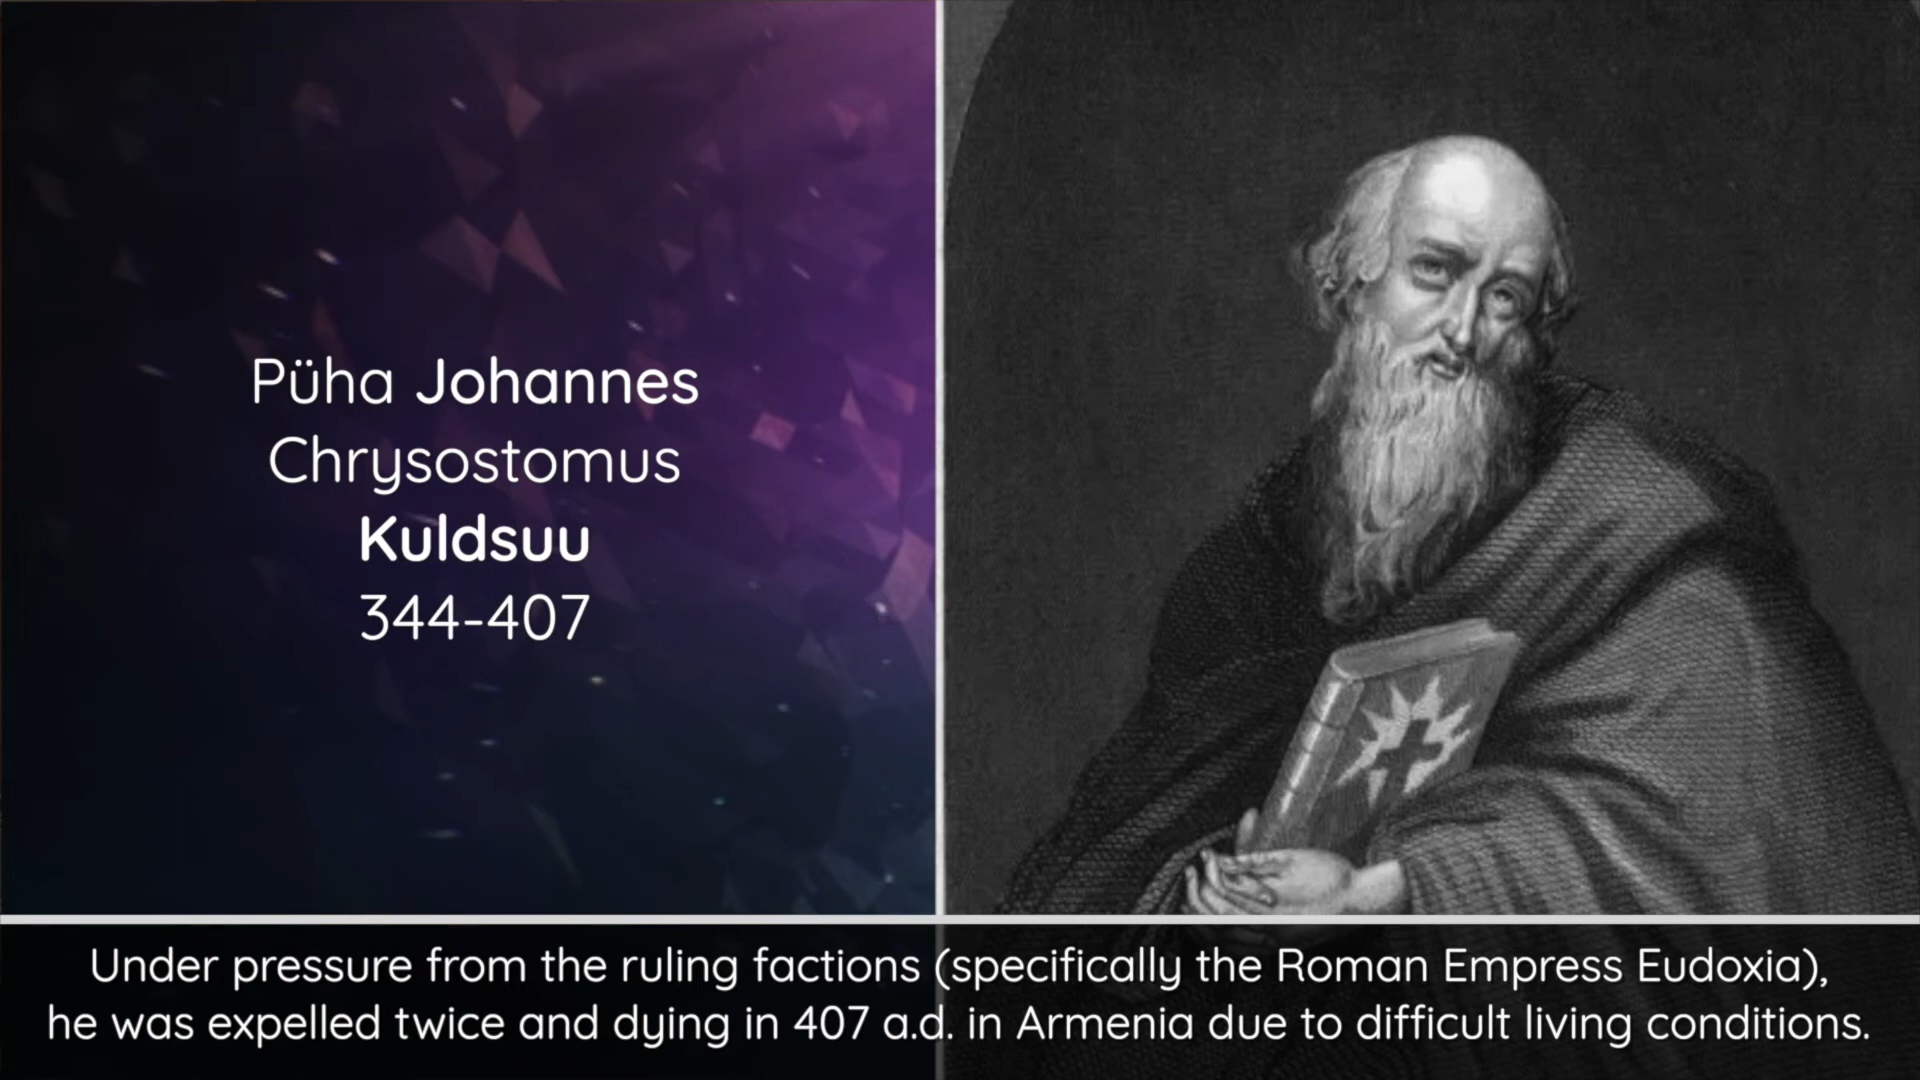 Püha Johannes
Chrysostomus
Kuldsuu
344-407
Under pressure from the ruling factions (specifically the Roman Empress Eudoxia),
he was expelled twice and dying in 407 a.d. in Armenia due to difficult living conditions.